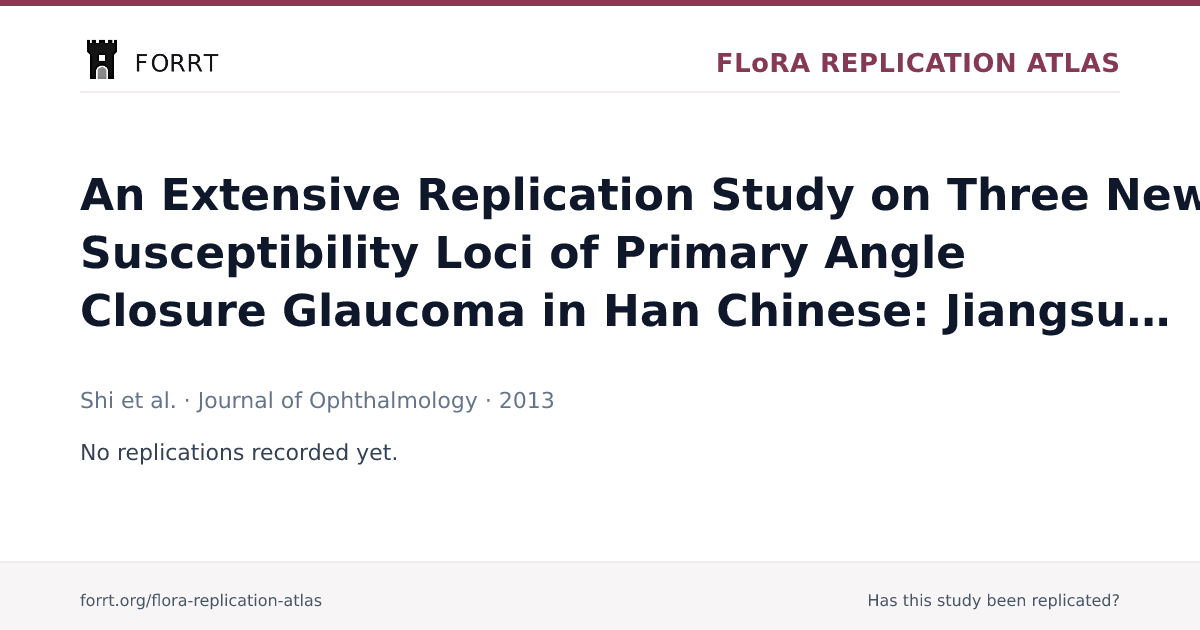 FORRT
FLoRA REPLICATION ATLAS
An Extensive Replication Study on Three New
Susceptibility Loci of Primary Angle
Closure Glaucoma in Han Chinese: Jiangsu…
Shi et al. · Journal of Ophthalmology · 2013
No replications recorded yet.
forrt.org/flora-replication-atlas
Has this study been replicated?